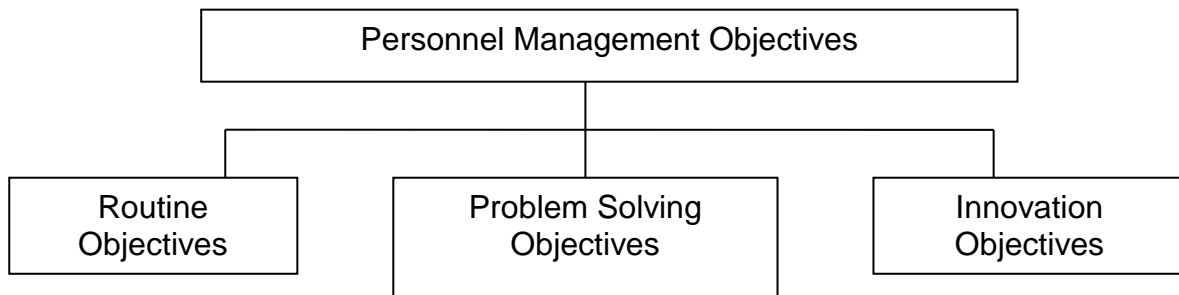 Personnel Management Objectives
Routine
Objectives
Problem Solving
Objectives
Innovation
Objectives